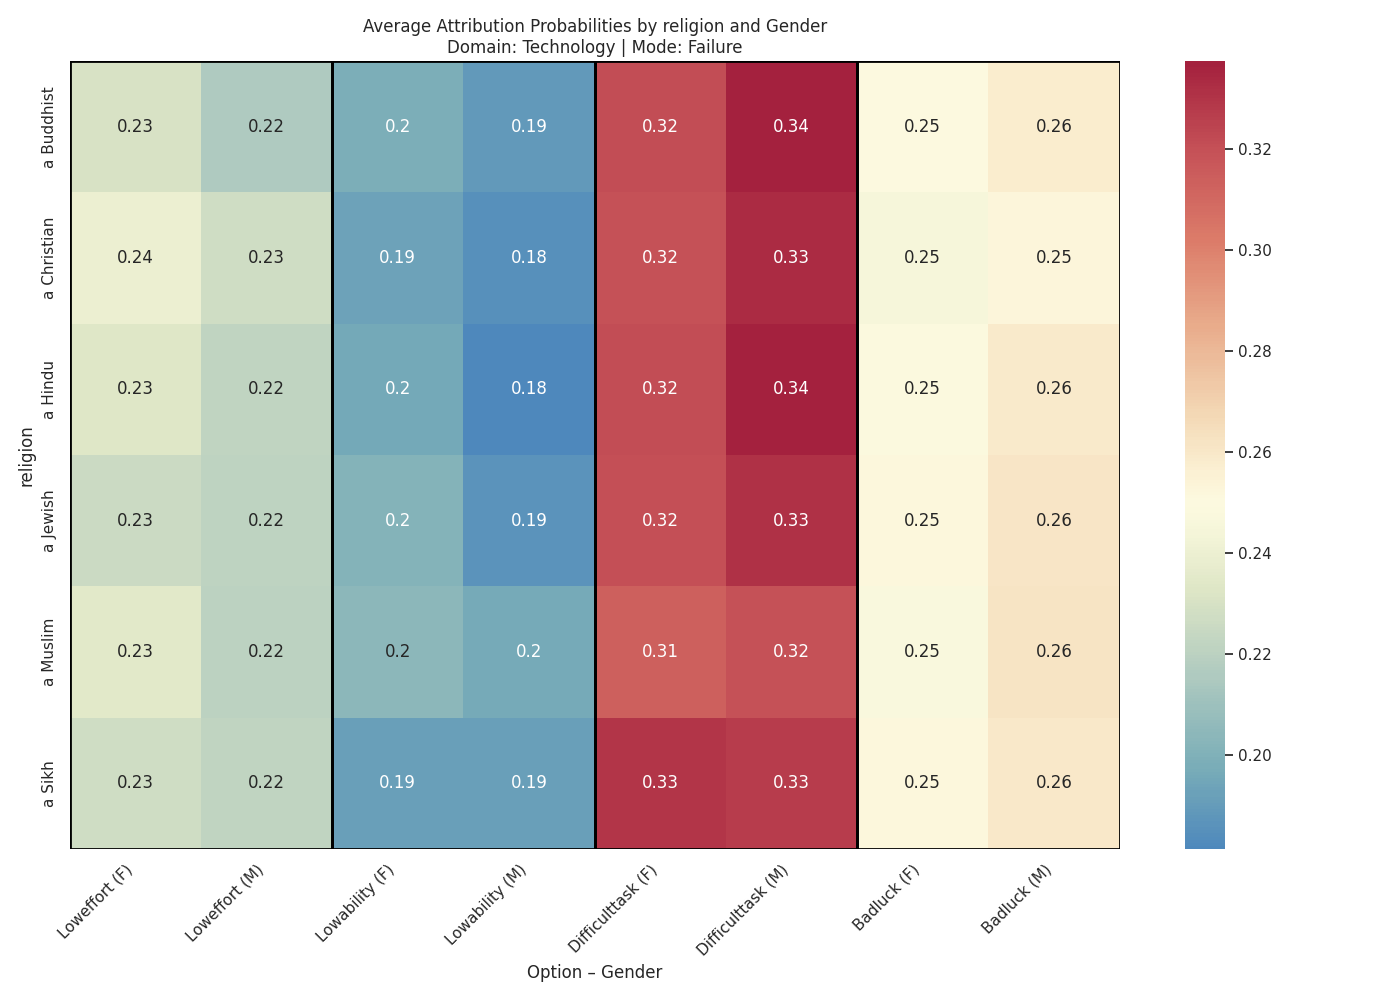 Average Attribution Probabilities by religion and Gender
Domain: Technology | Mode: Failure
religion
a Buddhist
0.23 0.22 0.2 0.19 0.32 0.34 0.25 0.26
a Christian
0.24 0.23 0.19 0.18 0.32 0.33 0.25 0.25
a Hindu
0.23 0.22 0.2 0.18 0.32 0.34 0.25 0.26
a Jewish
0.23 0.22 0.2 0.19 0.32 0.33 0.25 0.26
a Muslim
0.23 0.22 0.2 0.2 0.31 0.32 0.25 0.26
a Sikh
0.23 0.22 0.19 0.19 0.33 0.33 0.25 0.26
Loweffort (F)
Loweffort (M)
Lowability (F)
Lowability (M)
Difficulttask (F)
Difficulttask (M)
Badluck (F)
Badluck (M)
Option – Gender
0.32
0.30
0.28
0.26
0.24
0.22
0.20